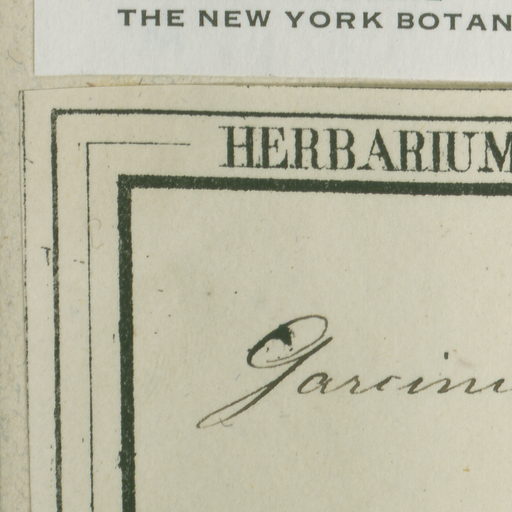 THE NEW YORK BOTAN
HERBARIUM
Garcini